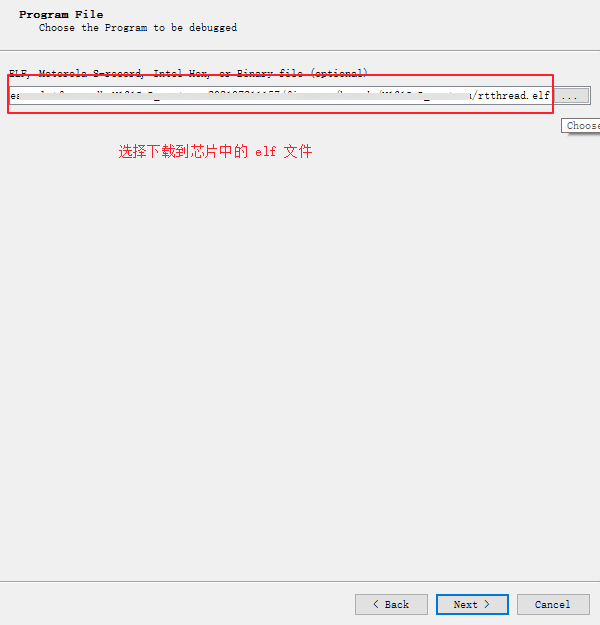 Program File
Choose the Program to be debugged
ELF, Motorola S-record, Intel Hex, or Binary file (optional)
/rtthread.elf
...
Choose
选择下载到芯片中的 elf 文件
< Back
Next >
Cancel